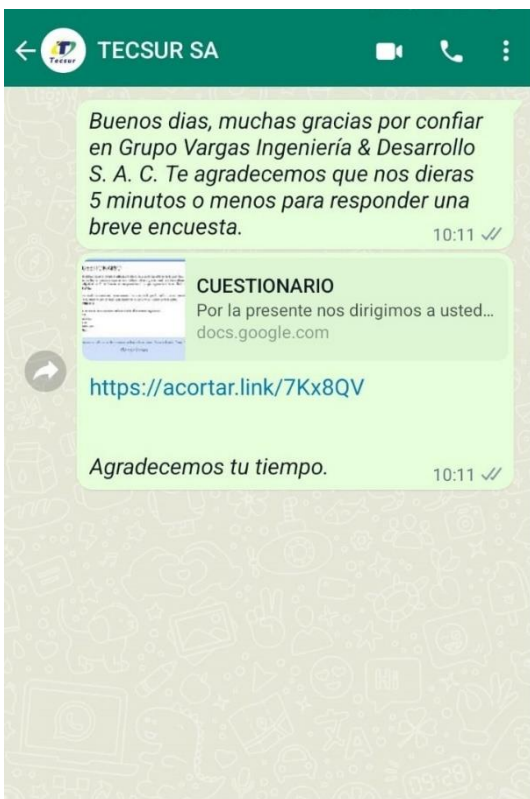 TECSUR SA
Tecsur
Buenos dias, muchas gracias por confiar
en Grupo Vargas Ingeniería & Desarrollo
S. A. C. Te agradecemos que nos dieras
5 minutos o menos para responder una
breve encuesta.
10:11
CUESTIONARIO
Por la presente nos dirigimos a usted...
docs.google.com
https://acortar.link/7Kx8QV
Agradecemos tu tiempo.
10:11